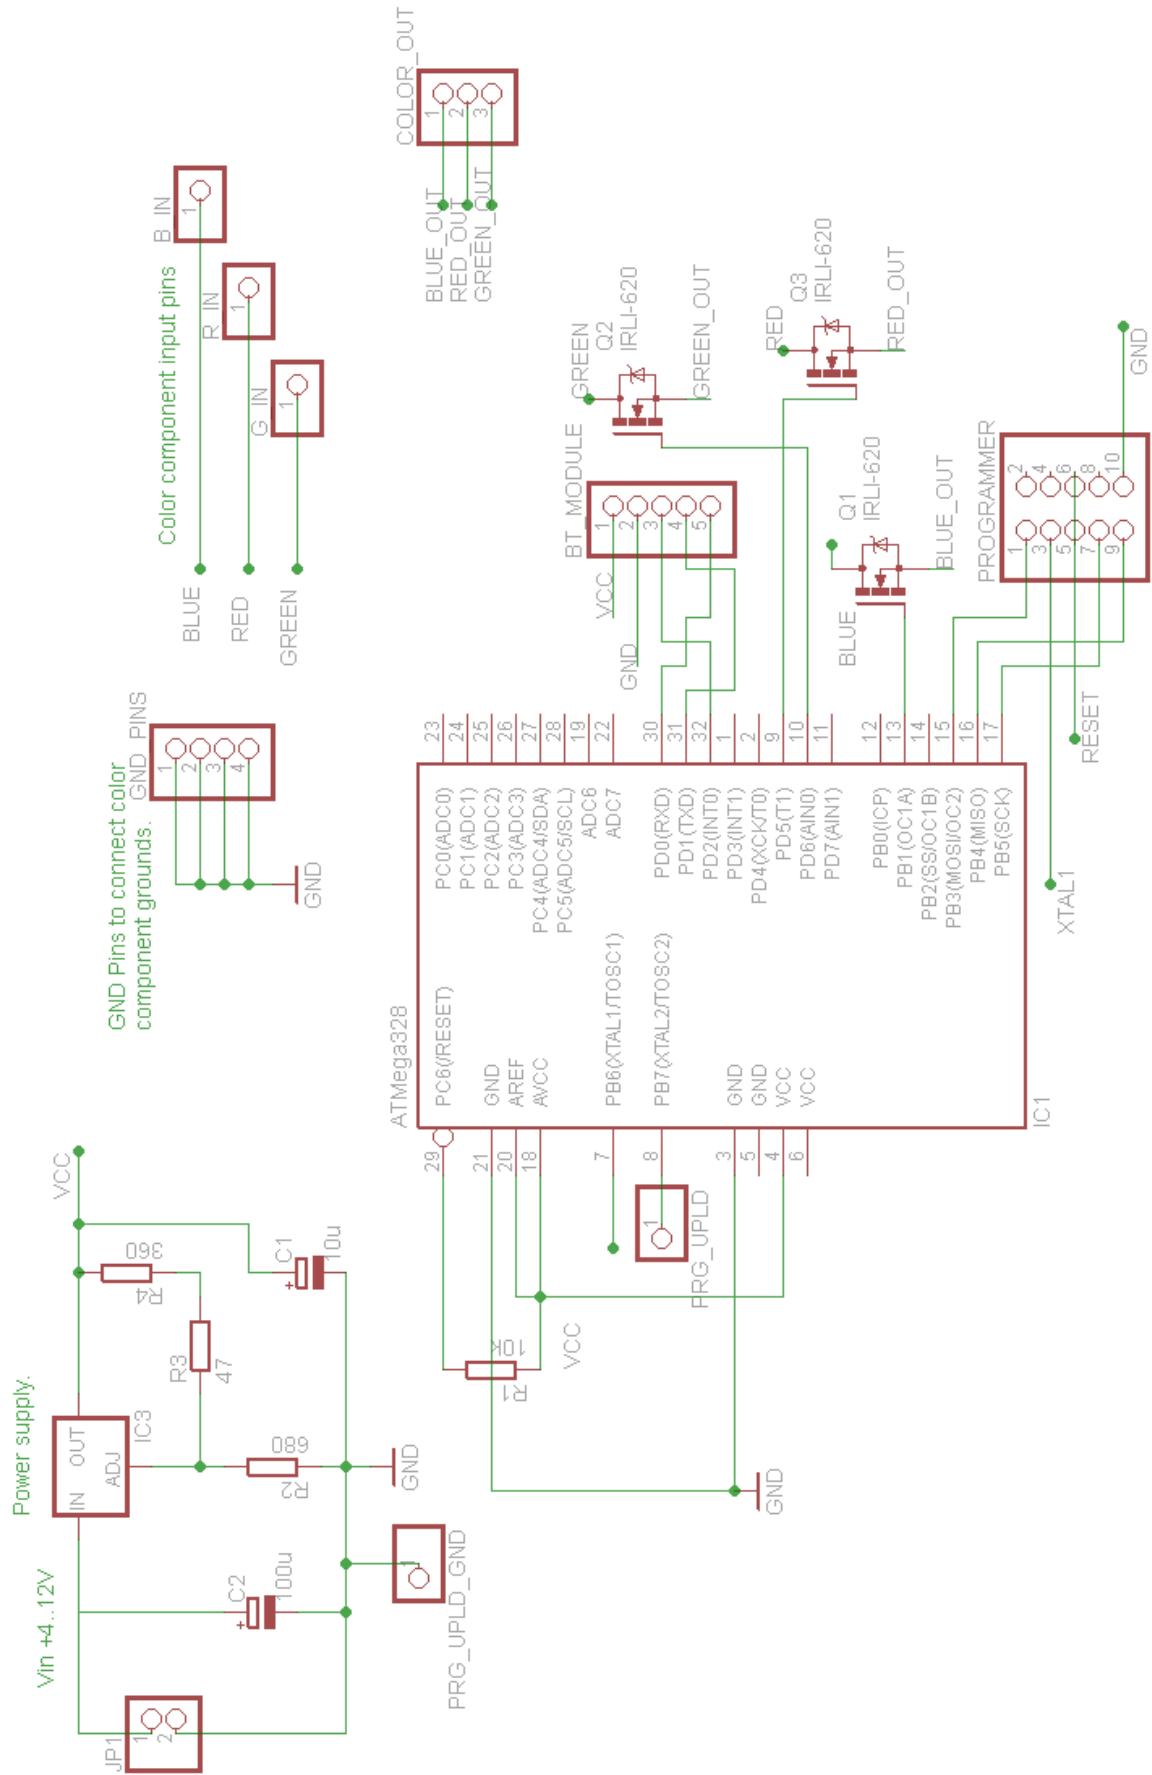 COLOR_OUT
1
2
3
BLUE_OUT
RED_OUT
GREEN_OUT
B_IN
1
R_IN
1
G_IN
1
Color component input pins
BLUE
RED
GREEN
GND_PINS
1
2
3
4
GND
GND Pins to connect color
component grounds.
GREEN
Q2
IRLI-620
GREEN_OUT
RED
Q3
IRLI-620
RED_OUT
Q1
IRLI-620
BLUE
BLUE_OUT
BT_MODULE
1
2
3
4
5
VCC
GND
PROGRAMMER
1
2
3
4
5
6
7
8
9
10
GND
RESET
XTAL1
ATMega328
IC1
23
24
25
26
27
28
19
22
30
31
32
1
2
9
10
11
12
13
14
15
16
17
PC0(ADC0)
PC1(ADC1)
PC2(ADC2)
PC3(ADC3)
PC4(ADC4/SDA)
PC5(ADC5/SCL)
ADC6
ADC7
PD0(RXD)
PD1(TXD)
PD2(INT0)
PD3(INT1)
PD4(XCK/T0)
PD5(T1)
PD6(AIN0)
PD7(AIN1)
PB0(ICP)
PB1(OC1A)
PB2(SS/OC1B)
PB3(MOSI/OC2)
PB4(MISO)
PB5(SCK)
PC6(/RESET)
GND
AREF
AVCC
PB6(XTAL1/TOSC1)
PB7(XTAL2/TOSC2)
GND
GND
VCC
VCC
29
21
20
18
7
8
3
5
4
6
1
PRG_UPLD
R1
10k
VCC
GND
Power supply.
VCC
R4
360
R3
47
R2
680
C1
+
10u
IC3
IN
OUT
ADJ
GND
Vin +4..12V
C2
+
100u
1
PRG_UPLD_GND
JP1
1
2